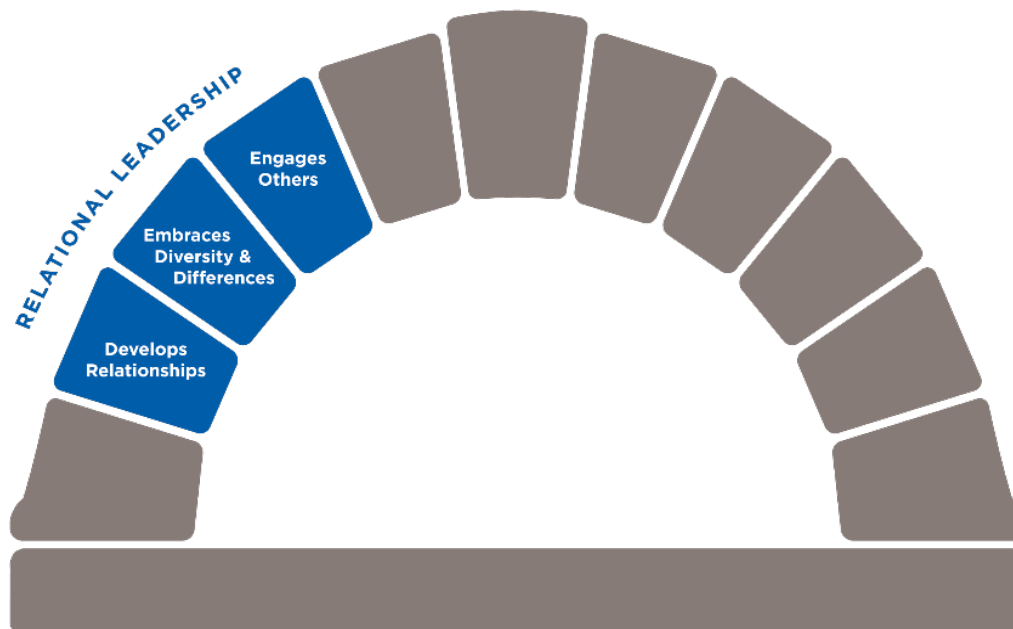 RELATIONAL LEADERSHIP
Engages
Others
Embraces
Diversity &
Differences
Develops
Relationships